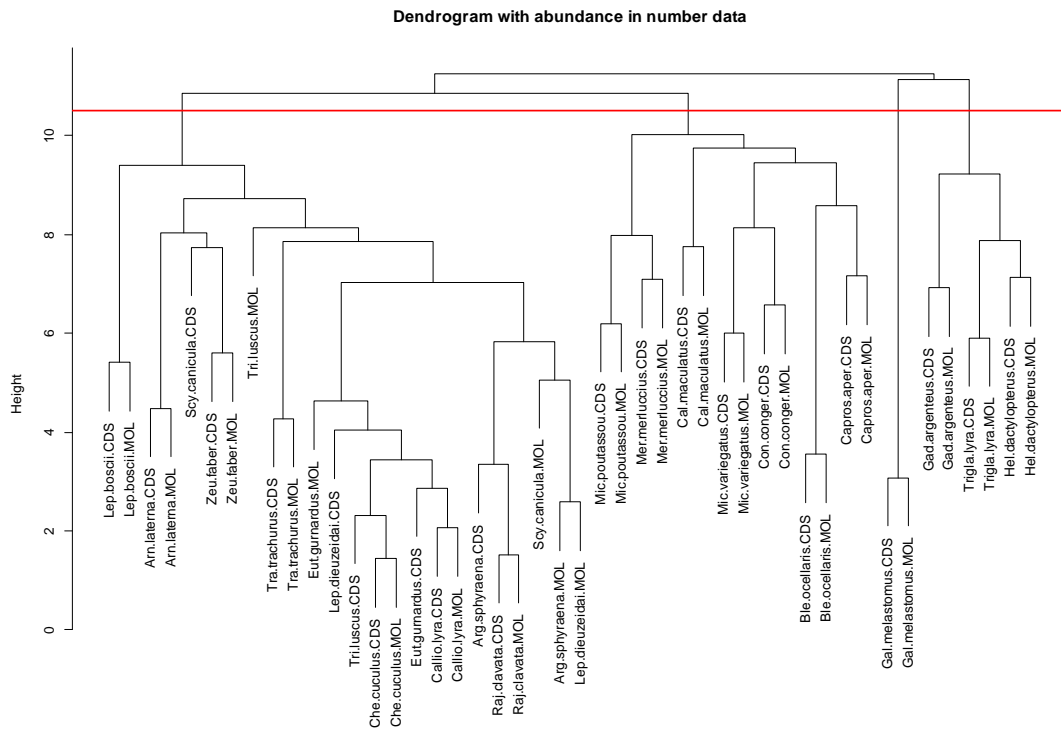 Dendrogram with abundance in number data
Height
0
2
4
6
8
10
Lep.boscii.CDS
Lep.boscii.MOL
Arn.laterna.CDS
Arn.laterna.MOL
Scy.canicula.CDS
Zeu.faber.CDS
Zeu.faber.MOL
Tri.luscus.MOL
Tra.trachurus.CDS
Tra.trachurus.MOL
Eut.gurnardus.MOL
Lep.dieuzeidai.CDS
Tri.luscus.CDS
Che.cuculus.CDS
Che.cuculus.MOL
Eut.gurnardus.CDS
Callio.lyra.CDS
Callio.lyra.MOL
Arg.sphyraena.CDS
Raj.clavata.CDS
Raj.clavata.MOL
Scy.canicula.MOL
Arg.sphyraena.MOL
Lep.dieuzeidai.MOL
Mic.poutassou.CDS
Mic.poutassou.MOL
Mer.merluccius.CDS
Mer.merluccius.MOL
Cal.maculatus.CDS
Cal.maculatus.MOL
Mic.variegatus.CDS
Mic.variegatus.MOL
Con.conger.CDS
Con.conger.MOL
Ble.ocellaris.CDS
Ble.ocellaris.MOL
Capros.aper.CDS
Capros.aper.MOL
Gal.melastomus.CDS
Gal.melastomus.MOL
Gad.argenteus.CDS
Gad.argenteus.MOL
Trigla.lyra.CDS
Trigla.lyra.MOL
Hel.dactylopterus.CDS
Hel.dactylopterus.MOL